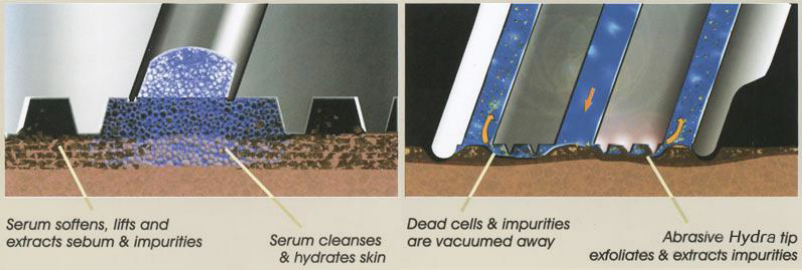 Serum softens, lifts and
extracts sebum & impurities
Serum cleanses
& hydrates skin
Dead cells & impurities
are vacuumed away
Abrasive Hydra tip
exfoliates & extracts impurities